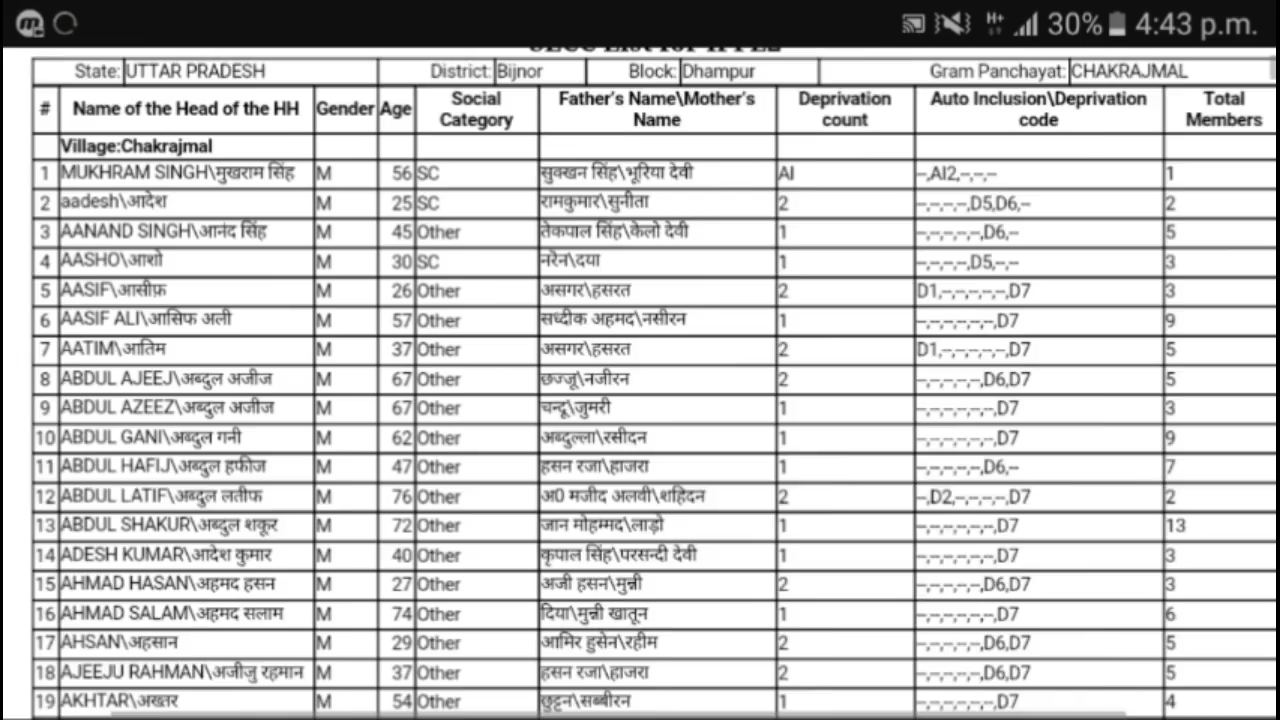 30% 4:43 p.m.
SECC List for
State: UTTAR PRADESH District: Bijnor Block: Dhampur Gram Panchayat: CHAKRAJMAL
# Name of the Head of the HH Gender Age Social Category Father's Name\Mother's Name Deprivation count Auto Inclusion\Deprivation code Total Members
Village:Chakrajmal
1 MUKHRAM SINGH\मुखराम सिंह M 56 SC सुक्खन सिंह\भूरिया देवी AI --,AI2,--,--,-- 1
2 aadesh\आदेश M 25 SC रामकुमार\सुनीता 2 --,--,--,--,D5,D6,-- 2
3 AANAND SINGH\आनंद सिंह M 45 Other तेकपाल सिंह\केलो देवी 1 --,--,--,--,--,D6,-- 5
4 AASHO\आशो M 30 SC नरेन\दया 1 --,--,--,--,D5,--,-- 3
5 AASIF\आसीफ़ M 26 Other असगर\हसरत 2 D1,--,--,--,--,--,D7 3
6 AASIF ALI\आसिफ अली M 57 Other सध्दीक अहमद\नसीरन 1 --,--,--,--,--,--,D7 9
7 AATIM\आतिम M 37 Other असगर\हसरत 2 D1,--,--,--,--,--,D7 5
8 ABDUL AJEEJ\अब्दुल अजीज M 67 Other छज्जू\नजीरन 2 --,--,--,--,--,D6,D7 5
9 ABDUL AZEEZ\अब्दुल अजीज M 67 Other चन्दू\जुमरी 1 --,--,--,--,--,--,D7 3
10 ABDUL GANI\अब्दुल गनी M 62 Other अब्दुल्ला\रसीदन 1 --,--,--,--,--,--,D7 9
11 ABDUL HAFIJ\अब्दुल हफीज M 47 Other हसन रजा\हाजरा 1 --,--,--,--,--,D6,-- 7
12 ABDUL LATIF\अब्दुल लतीफ M 76 Other अ0 मजीद अलवी\शहिदन 2 --,D2,--,--,--,--,D7 2
13 ABDUL SHAKUR\अब्दुल शकूर M 72 Other जान मोहम्मद\लाड़ो 1 --,--,--,--,--,--,D7 13
14 ADESH KUMAR\आदेश कुमार M 40 Other कृपाल सिंह\परसन्दी देवी 1 --,--,--,--,--,--,D7 3
15 AHMAD HASAN\अहमद हसन M 27 Other अजी हसन\मुन्नी 2 --,--,--,--,--,D6,D7 3
16 AHMAD SALAM\अहमद सलाम M 74 Other दिया\मुन्नी खातून 1 --,--,--,--,--,--,D7 6
17 AHSAN\अहसान M 29 Other आमिर हुसेन\रहीम 2 --,--,--,--,--,D6,D7 5
18 AJEEJU RAHMAN\अजीजु रहमान M 37 Other हसन रजा\हाजरा 2 --,--,--,--,--,D6,D7 5
19 AKHTAR\अख्तर M 54 Other छुट्टन\सब्बीरन 1 --,--,--,--,--,--,D7 4